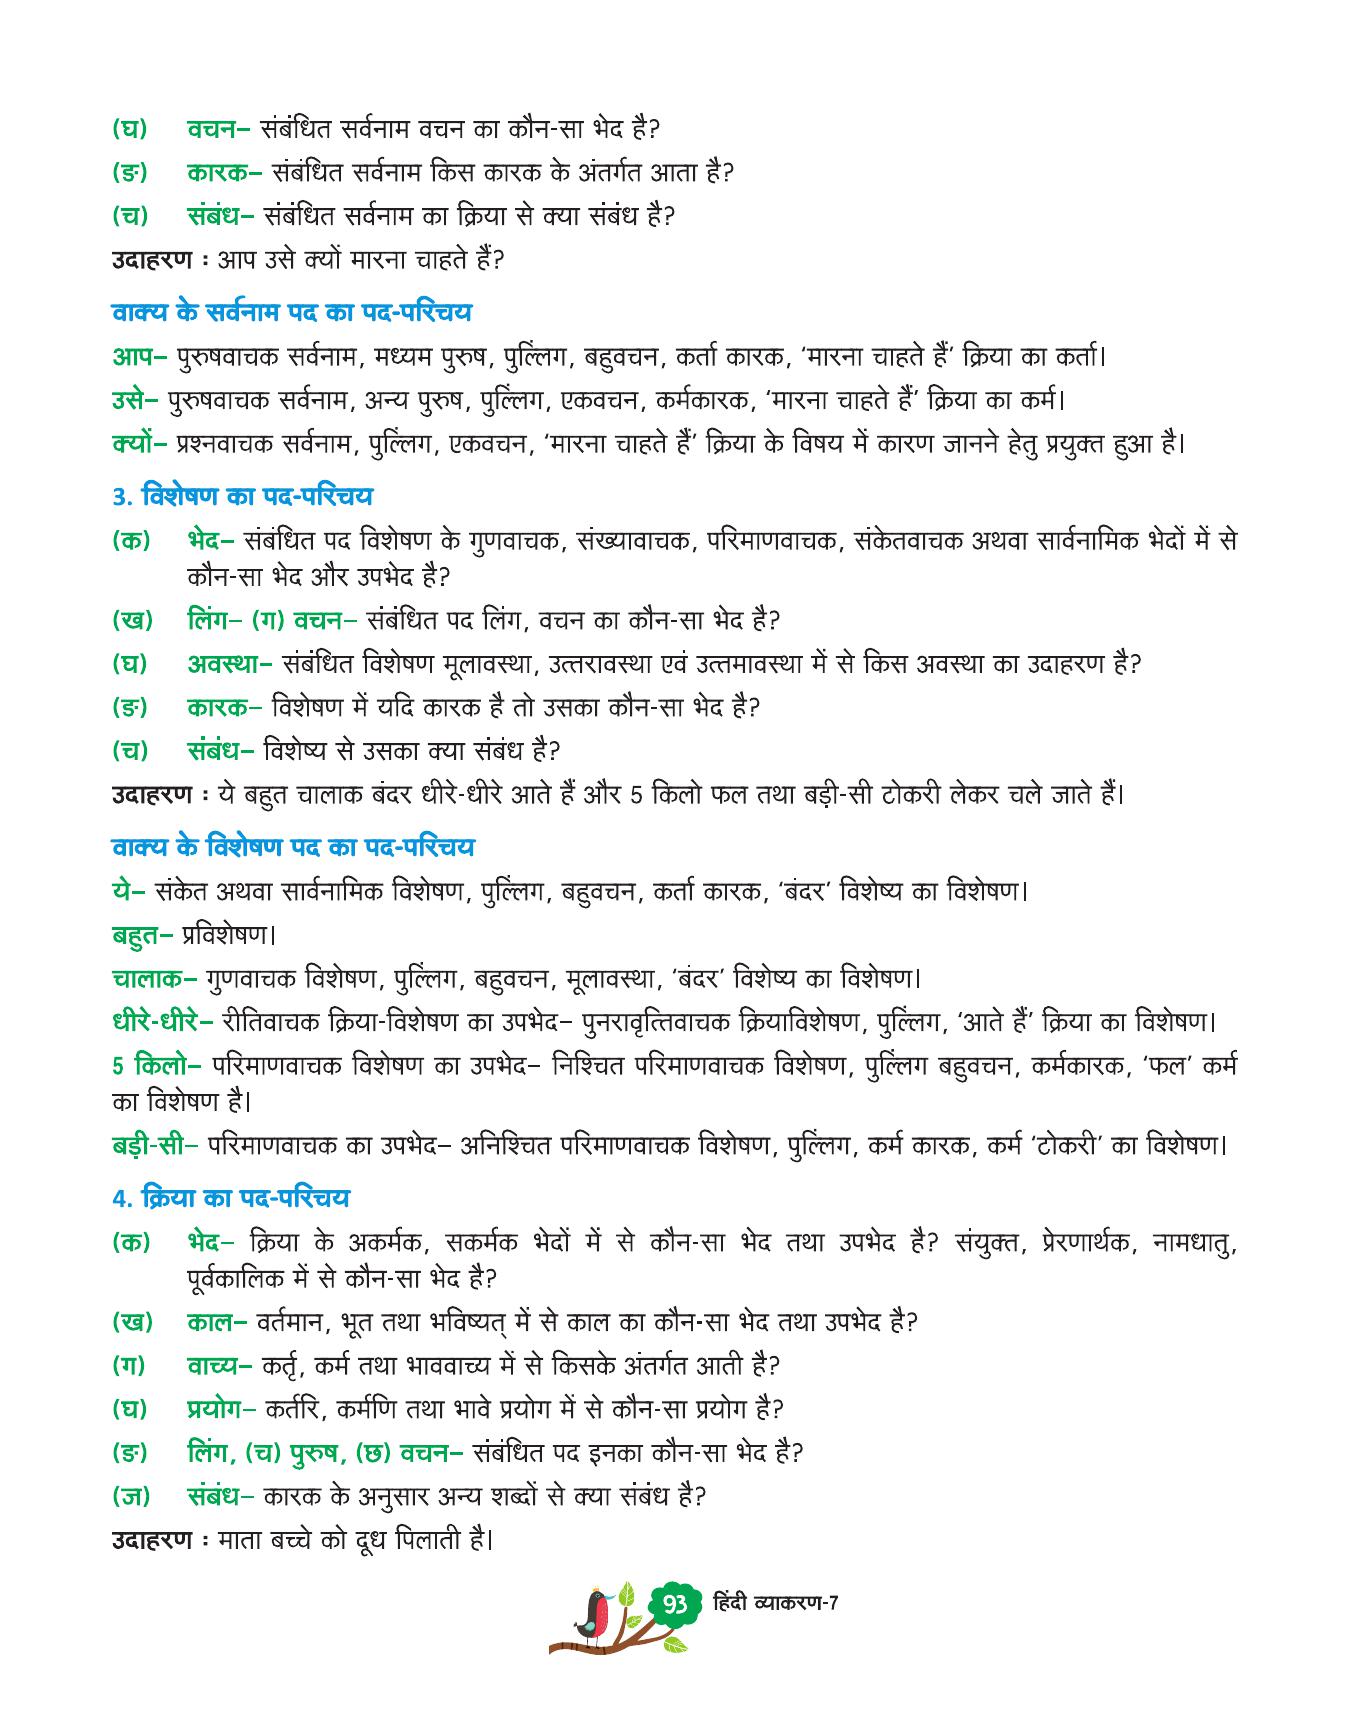 (घ) वचन– संबंधित सर्वनाम वचन का कौन-सा भेद है?
(ङ) कारक– संबंधित सर्वनाम किस कारक के अंतर्गत आता है?
(च) संबंध– संबंधित सर्वनाम का क्रिया से क्या संबंध है?
उदाहरण : आप उसे क्यों मारना चाहते हैं?
वाक्य के सर्वनाम पद का पद-परिचय
आप– पुरुषवाचक सर्वनाम, मध्यम पुरुष, पुल्लिंग, बहुवचन, कर्ता कारक, ‘मारना चाहते हैं’ क्रिया का कर्ता।
उसे– पुरुषवाचक सर्वनाम, अन्य पुरुष, पुल्लिंग, एकवचन, कर्मकारक, ‘मारना चाहते हैं’ क्रिया का कर्म।
क्यों– प्रश्नवाचक सर्वनाम, पुल्लिंग, एकवचन, ‘मारना चाहते हैं’ क्रिया के विषय में कारण जानने हेतु प्रयुक्त हुआ है।
3. विशेषण का पद-परिचय
(क) भेद– संबंधित पद विशेषण के गुणवाचक, संख्यावाचक, परिमाणवाचक, संकेतवाचक अथवा सार्वनामिक भेदों में से
कौन-सा भेद और उपभेद है?
(ख) लिंग– (ग) वचन– संबंधित पद लिंग, वचन का कौन-सा भेद है?
(घ) अवस्था– संबंधित विशेषण मूलावस्था, उत्तरावस्था एवं उत्तमावस्था में से किस अवस्था का उदाहरण है?
(ङ) कारक– विशेषण में यदि कारक है तो उसका कौन-सा भेद है?
(च) संबंध– विशेष्य से उसका क्या संबंध है?
उदाहरण : ये बहुत चालाक बंदर धीरे-धीरे आते हैं और 5 किलो फल तथा बड़ी-सी टोकरी लेकर चले जाते हैं।
वाक्य के विशेषण पद का पद-परिचय
ये– संकेत अथवा सार्वनामिक विशेषण, पुल्लिंग, बहुवचन, कर्ता कारक, ‘बंदर’ विशेष्य का विशेषण।
बहुत– प्रविशेषण।
चालाक– गुणवाचक विशेषण, पुल्लिंग, बहुवचन, मूलावस्था, ‘बंदर’ विशेष्य का विशेषण।
धीरे-धीरे– रीतिवाचक क्रिया-विशेषण का उपभेद– पुनरावृत्तिवाचक क्रियाविशेषण, पुल्लिंग, ‘आते हैं’ क्रिया का विशेषण।
5 किलो– परिमाणवाचक विशेषण का उपभेद– निश्चित परिमाणवाचक विशेषण, पुल्लिंग बहुवचन, कर्मकारक, ‘फल’ कर्म
का विशेषण है।
बड़ी-सी– परिमाणवाचक का उपभेद– अनिश्चित परिमाणवाचक विशेषण, पुल्लिंग, कर्म कारक, कर्म ‘टोकरी’ का विशेषण।
4. क्रिया का पद-परिचय
(क) भेद– क्रिया के अकर्मक, सकर्मक भेदों में से कौन-सा भेद तथा उपभेद है? संयुक्त, प्रेरणार्थक, नामधातु,
पूर्वकालिक में से कौन-सा भेद है?
(ख) काल– वर्तमान, भूत तथा भविष्यत् में से काल का कौन-सा भेद तथा उपभेद है?
(ग) वाच्य– कर्तृ, कर्म तथा भाववाच्य में से किसके अंतर्गत आती है?
(घ) प्रयोग– कर्तरि, कर्मणि तथा भावे प्रयोग में से कौन-सा प्रयोग है?
(ङ) लिंग, (च) पुरुष, (छ) वचन– संबंधित पद इनका कौन-सा भेद है?
(ज) संबंध– कारक के अनुसार अन्य शब्दों से क्या संबंध है?
उदाहरण : माता बच्चे को दूध पिलाती है।
93 हिंदी व्याकरण-7